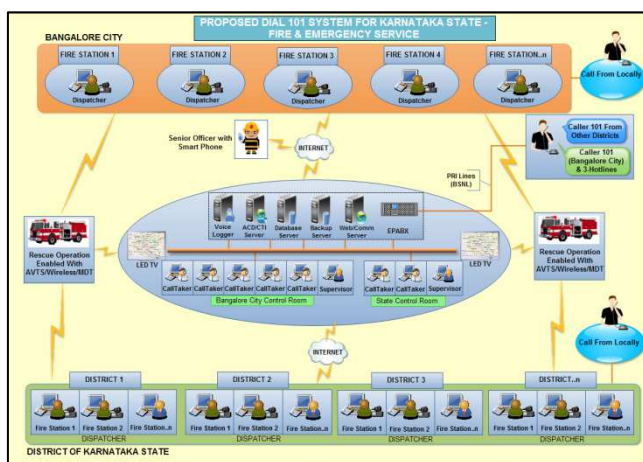 PROPOSED DIAL 101 SYSTEM FOR KARNATAKA STATE -
FIRE & EMERGENCY SERVICE
BANGALORE CITY
FIRE STATION 1
FIRE STATION 2
FIRE STATION 3
FIRE STATION 4
FIRE STATION..n
Dispatcher
Dispatcher
Dispatcher
Dispatcher
Dispatcher
Call From Locally
Senior Officer with
Smart Phone
INTERNET
Caller 101 From
Other Districts
Caller 101
(Bangalore City)
& 3-Hotlines
PRI Lines
(BSNL)
Voice
Logger
ACD/CTI
Server
Database
Server
Backup
Server
Web/Comm
Server
EPABX
Rescue Operation
Enabled With
AVTS/Wireless/MDT
LED TV
LED TV
Rescue Operation
Enabled With
AVTS/Wireless/MDT
CallTaker
CallTaker
CallTaker
CallTaker
CallTaker
Supervisor
CallTaker
CallTaker
Supervisor
Bangalore City Control Room
State Control Room
INTERNET
Call From Locally
DISTRICT 1
DISTRICT 2
DISTRICT 3
DISTRICT..n
Fire Station 1
Fire Station 2
Fire Station..n
Fire Station 1
Fire Station 2
Fire Station..n
Fire Station 1
Fire Station 2
Fire Station..n
Fire Station 1
Fire Station 2
Fire Station..n
DISPATCHER
DISPATCHER
DISPATCHER
DISPATCHER
DISTRICT OF KARNATAKA STATE